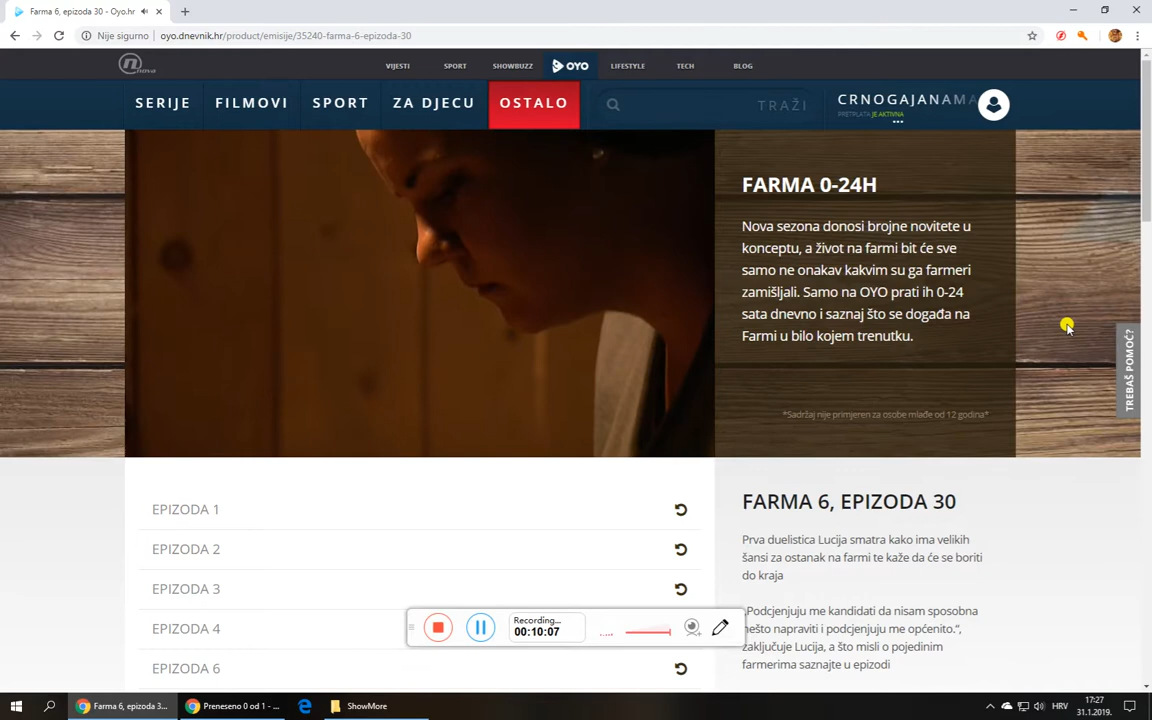 Farma 6, epizoda 30 - Oyo.hr
Nije sigurno
oyo.dnevnik.hr/product/emisije/35240-farma-6-epizoda-30
nova
VIJESTI
SPORT
SHOWBUZZ
OYO
LIFESTYLE
TECH
BLOG
SERIJE
FILMOVI
SPORT
ZA DJECU
OSTALO
TRAŽI
CRNOGAJANAMA
PRETPLATA JE AKTIVNA
FARMA 0-24H
Nova sezona donosi brojne novitete u
konceptu, a život na farmi bit će sve
samo ne onakav kakvim su ga farmeri
zamišljali. Samo na OYO prati ih 0-24
sata dnevno i saznaj što se događa na
Farmi u bilo kojem trenutku.
*Sadržaj nije primjeren za osobe mlađe od 12 godina*
TREBAŠ POMOĆ?
EPIZODA 1
EPIZODA 2
EPIZODA 3
EPIZODA 4
EPIZODA 6
FARMA 6, EPIZODA 30
Prva duelistica Lucija smatra kako ima velikih
šansi za ostanak na farmi te kaže da će se boriti
do kraja
„Podcjenjuju me kandidati da nisam sposobna
nešto napraviti i podcjenjuju me općenito.“,
zaključuje Lucija, a što misli o pojedinim
farmerima saznajte u epizodi
Recording...
00:10:07
Farma 6, epizoda 3...
Preneseno 0 od 1 - ...
ShowMore
HRV
17:27
31.1.2019.